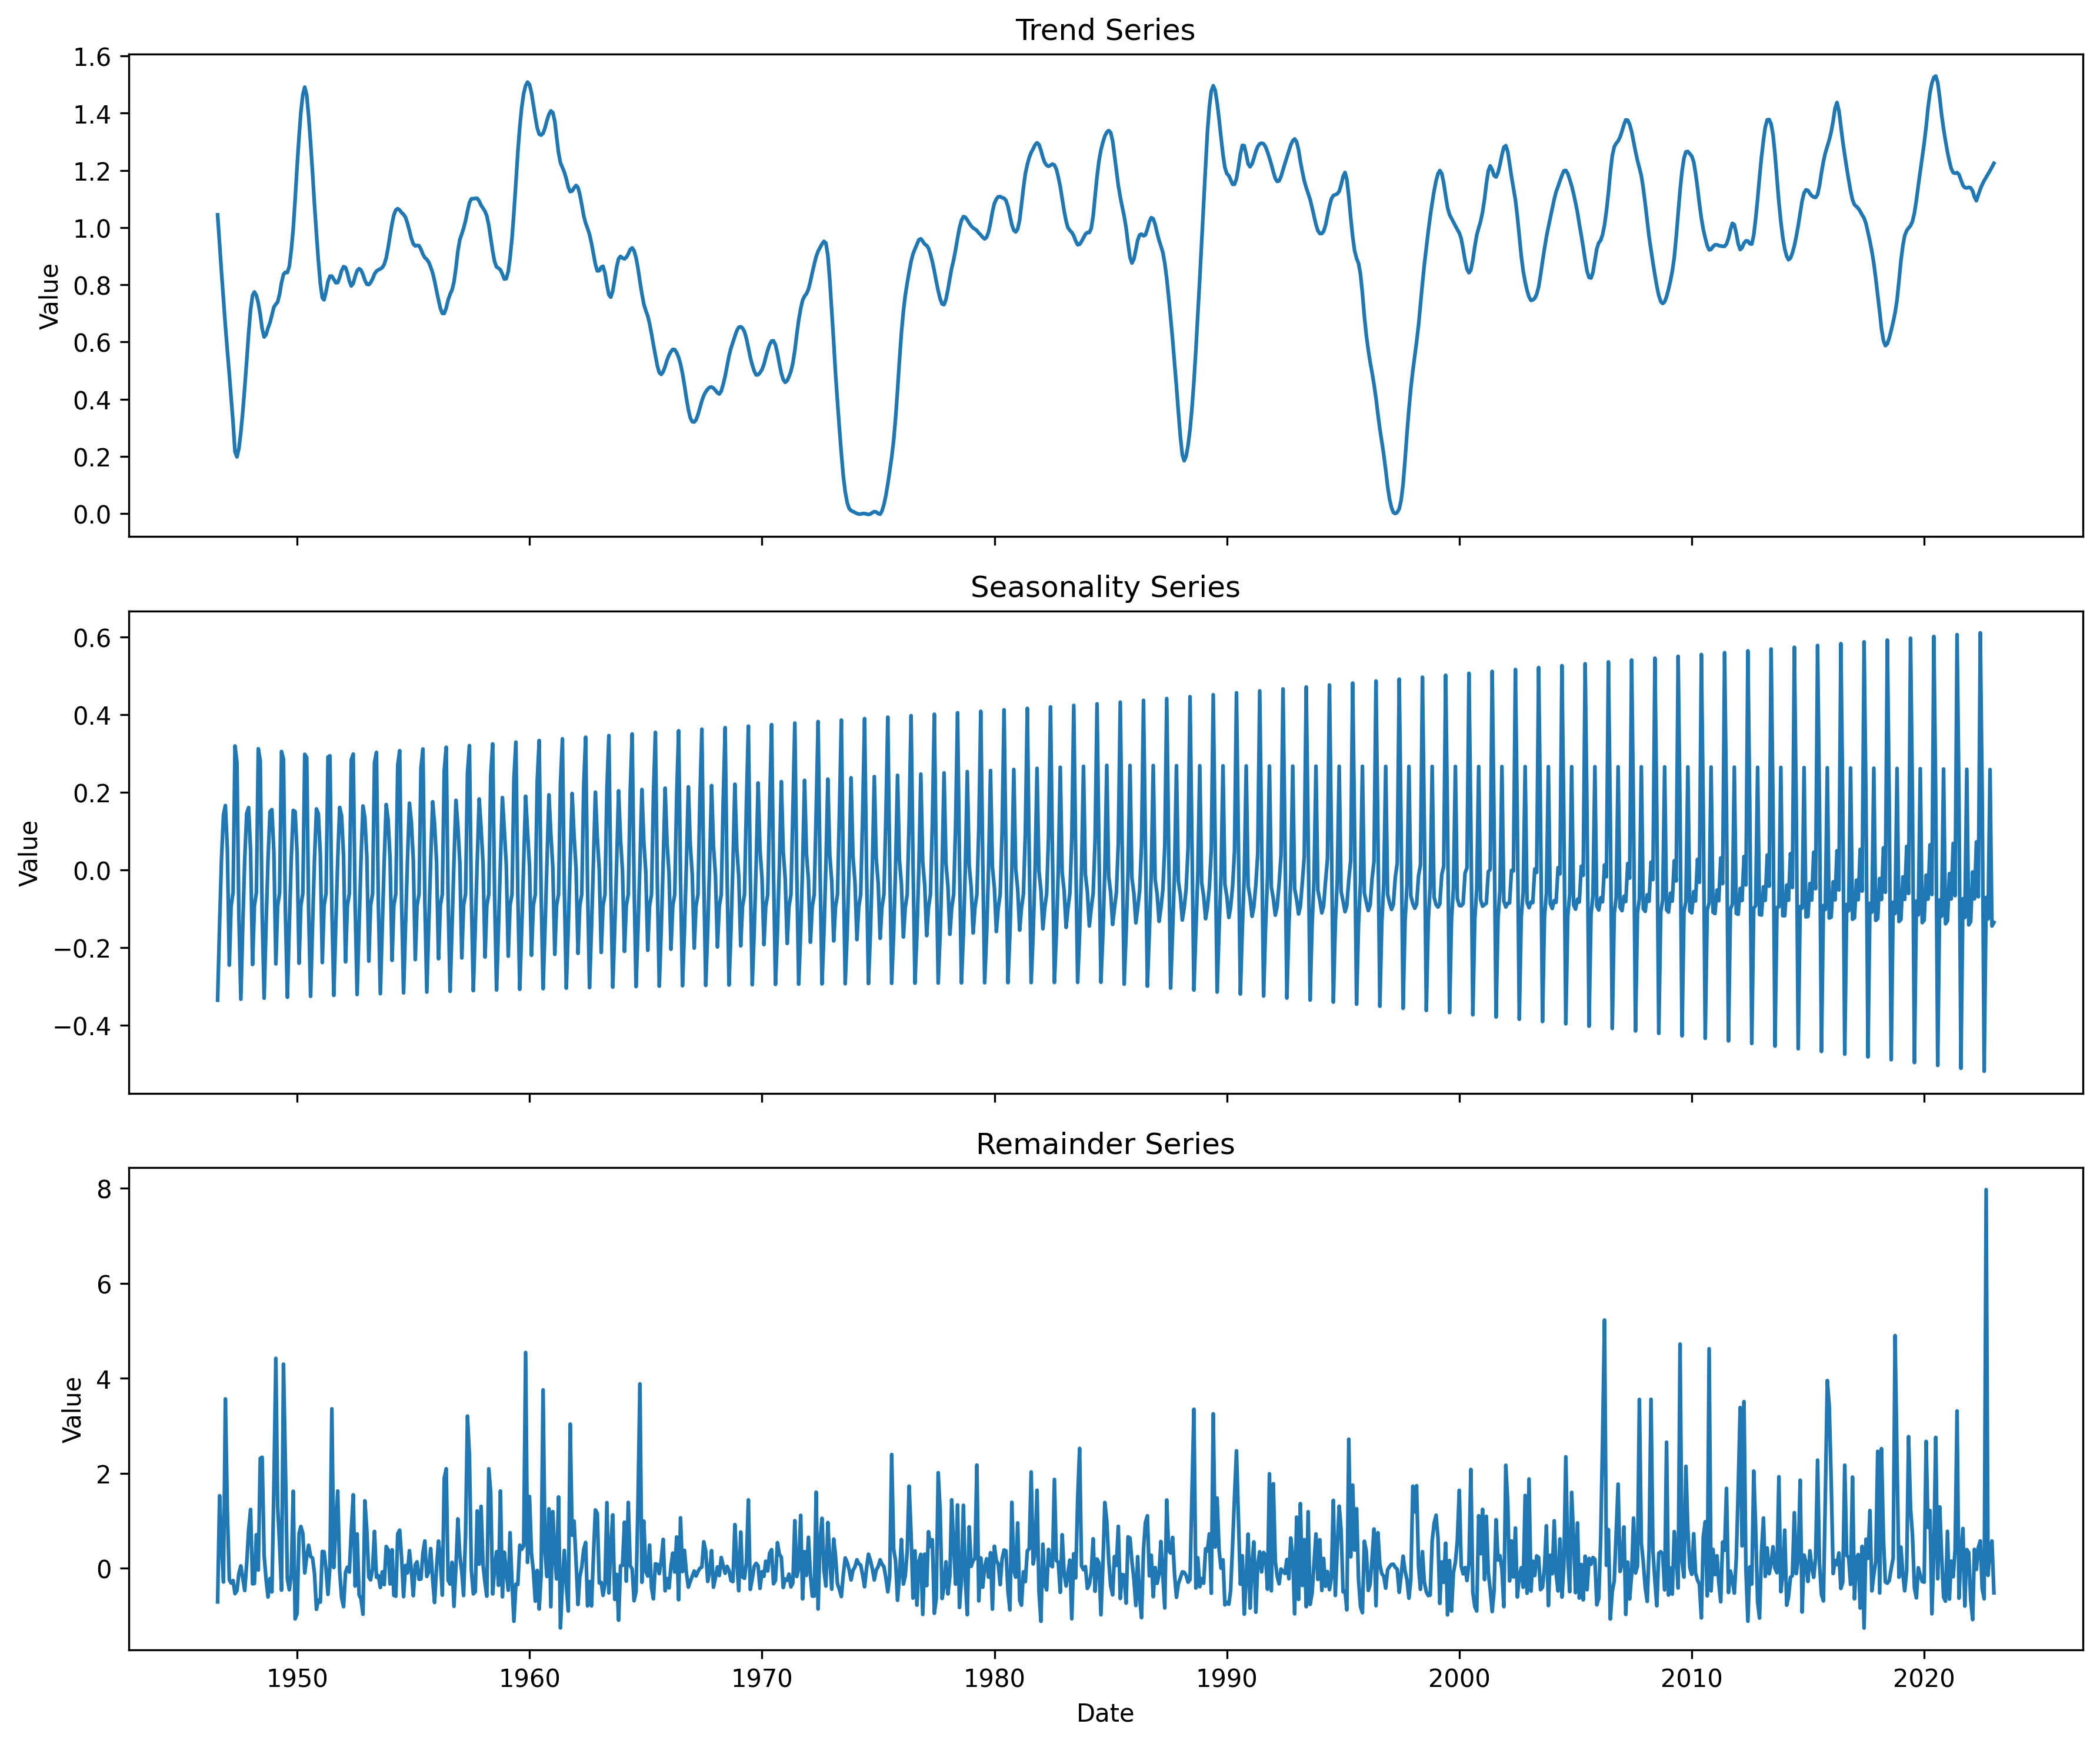 Trend Series
1.6
1.4
1.2
1.0
0.8
0.6
0.4
0.2
0.0
Value
Seasonality Series
0.6
0.4
0.2
0.0
−0.2
−0.4
Value
Remainder Series
8
6
4
2
0
Value
1950 1960 1970 1980 1990 2000 2010 2020
Date